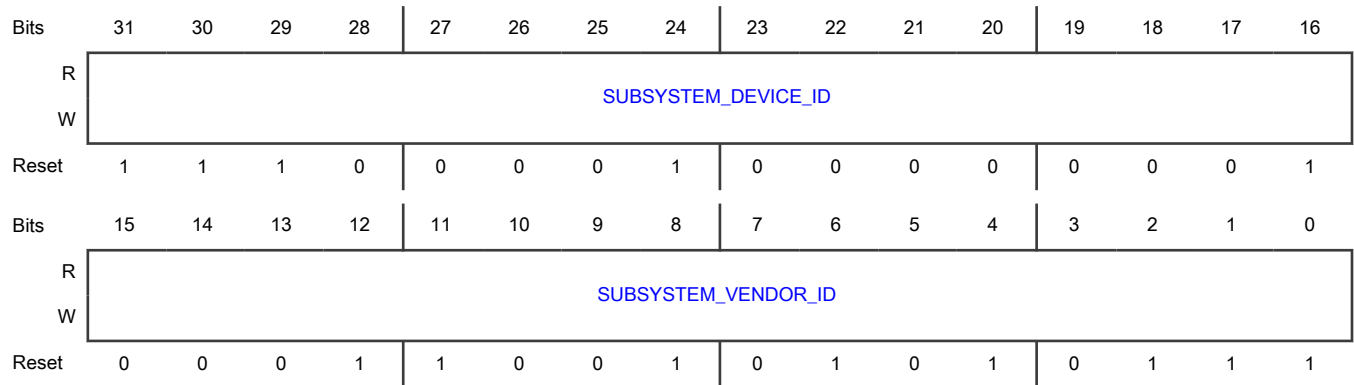 Bits 31 30 29 28 27 26 25 24 23 22 21 20 19 18 17 16
R
SUBSYSTEM_DEVICE_ID
W
Reset 1 1 1 0 0 0 0 1 0 0 0 0 0 0 0 1
Bits 15 14 13 12 11 10 9 8 7 6 5 4 3 2 1 0
R
SUBSYSTEM_VENDOR_ID
W
Reset 0 0 0 1 1 0 0 1 0 1 0 1 0 1 1 1